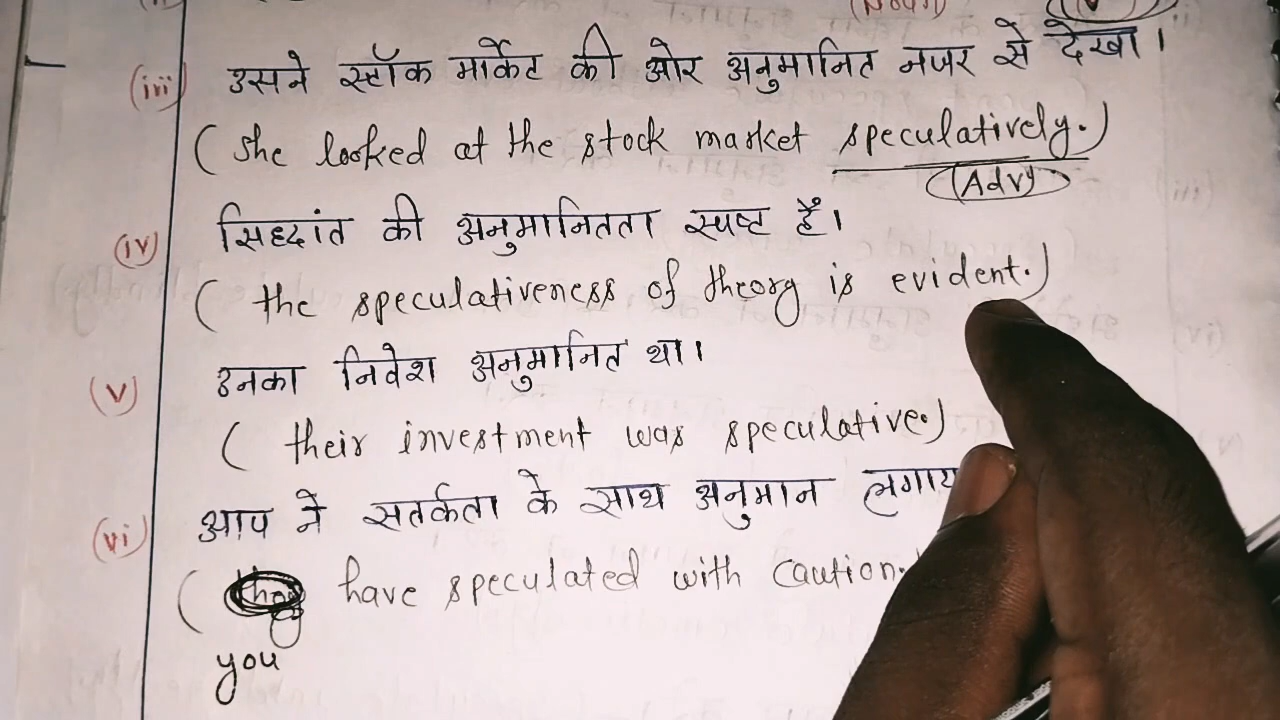 (Noun) (V)
(iii) उसने स्टॉक मार्केट की ओर अनुमानित नजर से देखा।
( she looked at the stock market speculatively.)
(Adv)
(iv) सिध्दांत की अनुमानितता स्पष्ट हैं।
( the speculativeness of theory is evident.)
(v) उनका निवेश अनुमानित था।
( their investment was speculative.)
(vi) आप ने सतर्कता के साथ अनुमान
( have speculated with caution.
you